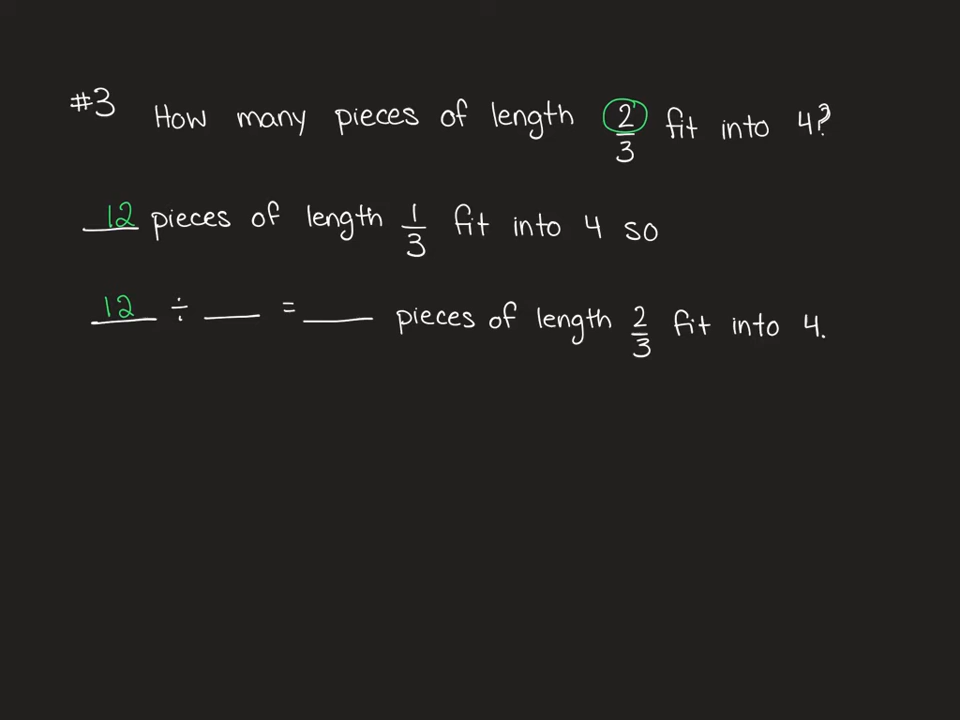 #3 How many pieces of length 2/3 fit into 4?
12 pieces of length 1/3 fit into 4 so
12 ÷ ___ = ___ pieces of length 2/3 fit into 4.